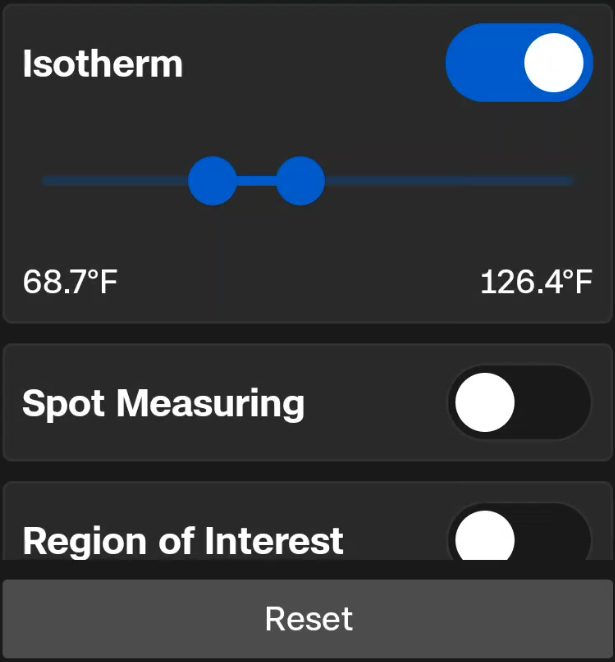 Isotherm
68.7°F 126.4°F
Spot Measuring
Region of Interest
Reset